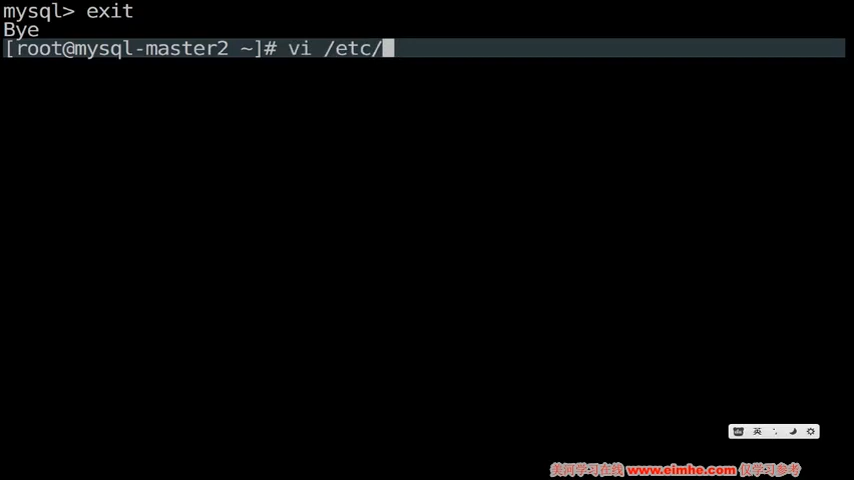 mysql> exit
Bye
[root@mysql-master2 ~]# vi /etc/
英
美河学习在线 www.eimhe.com 仅学习参考